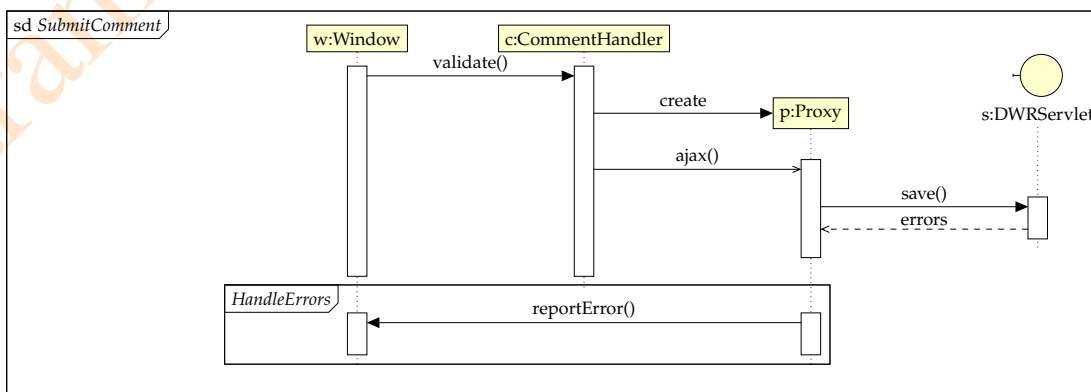 sd SubmitComment
w:Window
c:CommentHandler
validate()
create
p:Proxy
s:DWRServlet
ajax()
save()
errors
HandleErrors
reportError()